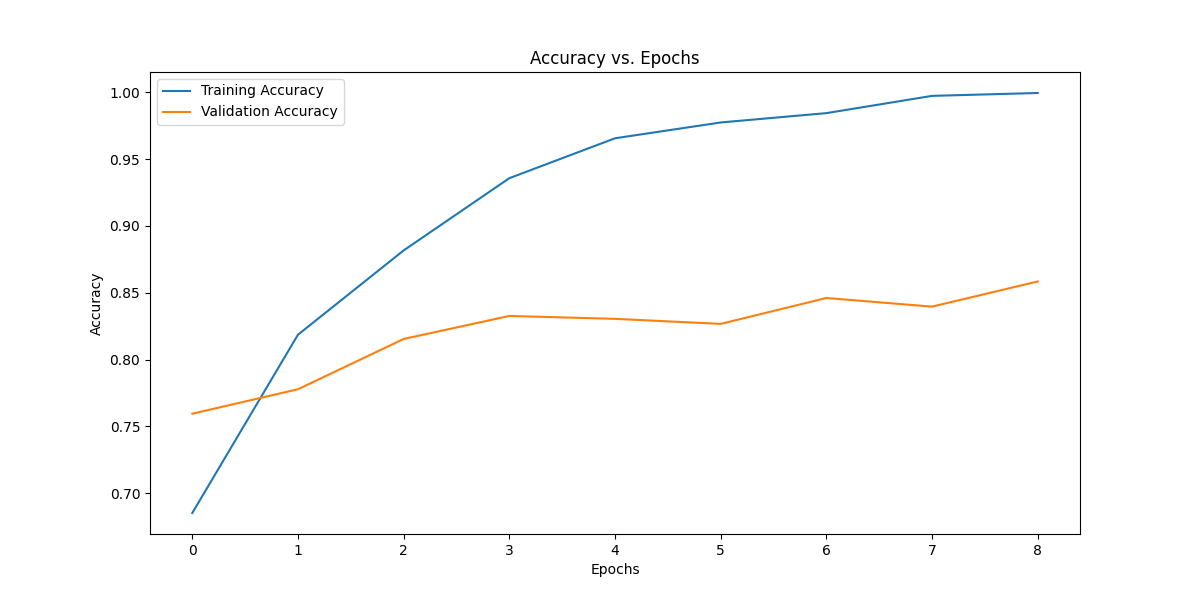 Accuracy vs. Epochs
Training Accuracy
Validation Accuracy
1.00
0.95
0.90
0.85
0.80
0.75
0.70
Accuracy
0 1 2 3 4 5 6 7 8
Epochs